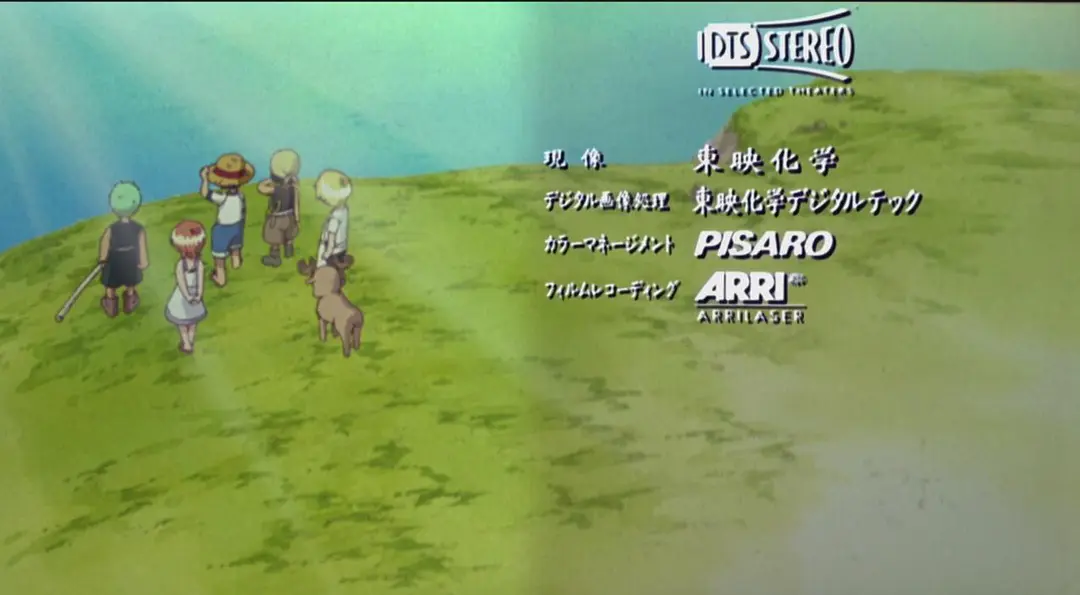 DTS STEREO
IN SELECTED THEATERS
現像 東映化学
デジタル画像処理 東映化学デジタルテック
カラーマネージメント PISARO
フィルムレコーディング ARRI
ARRILASER